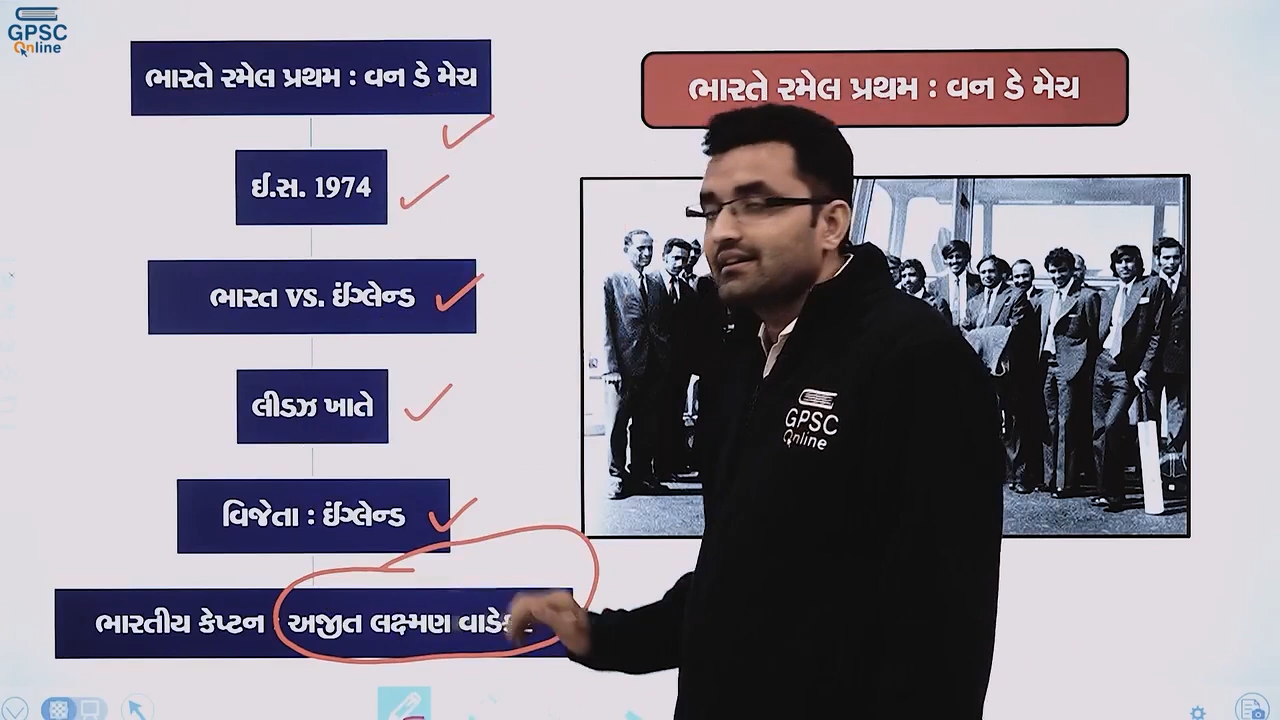 GPSC
Online
ભારતે રમેલ પ્રથમ : વન ડે મેચ
ઈ.સ. 1974
ભારત vs. ઈંગ્લેન્ડ
લીડઝ ખાતે
વિજેતા : ઈંગ્લેન્ડ
ભારતીય કેપ્ટન અજીત લક્ષ્મણ
ભારતે રમેલ પ્રથમ : વન ડે મેચ
GPSC
Online